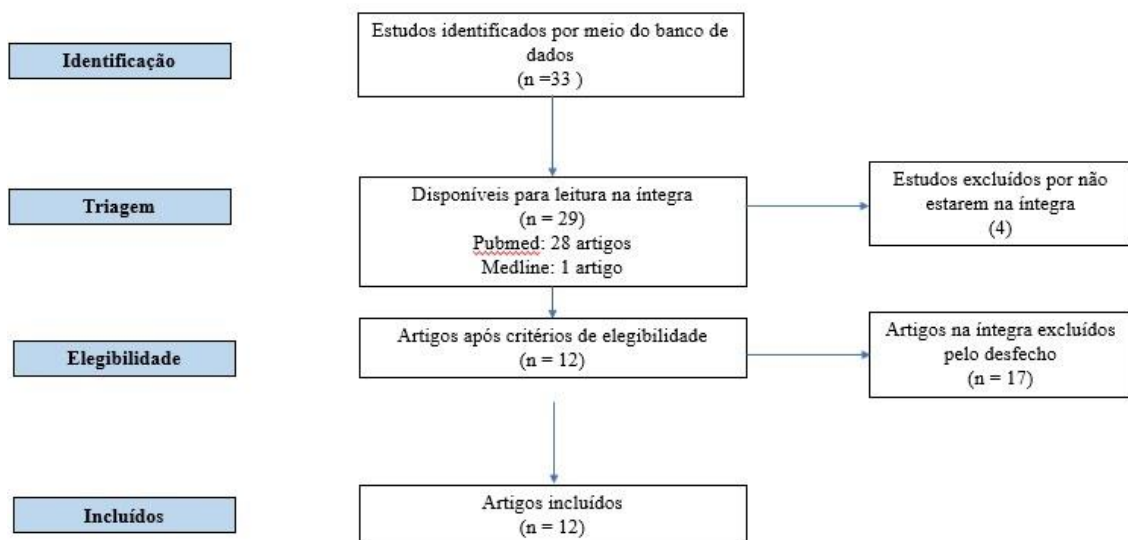 Identificação
Estudos identificados por meio do banco de
dados
(n =33 )
Triagem
Disponíveis para leitura na íntegra
(n = 29)
Pubmed: 28 artigos
Medline: 1 artigo
Estudos excluídos por não
estarem na íntegra
(4)
Elegibilidade
Artigos após critérios de elegibilidade
(n = 12)
Artigos na íntegra excluídos
pelo desfecho
(n = 17)
Incluídos
Artigos incluídos
(n = 12)